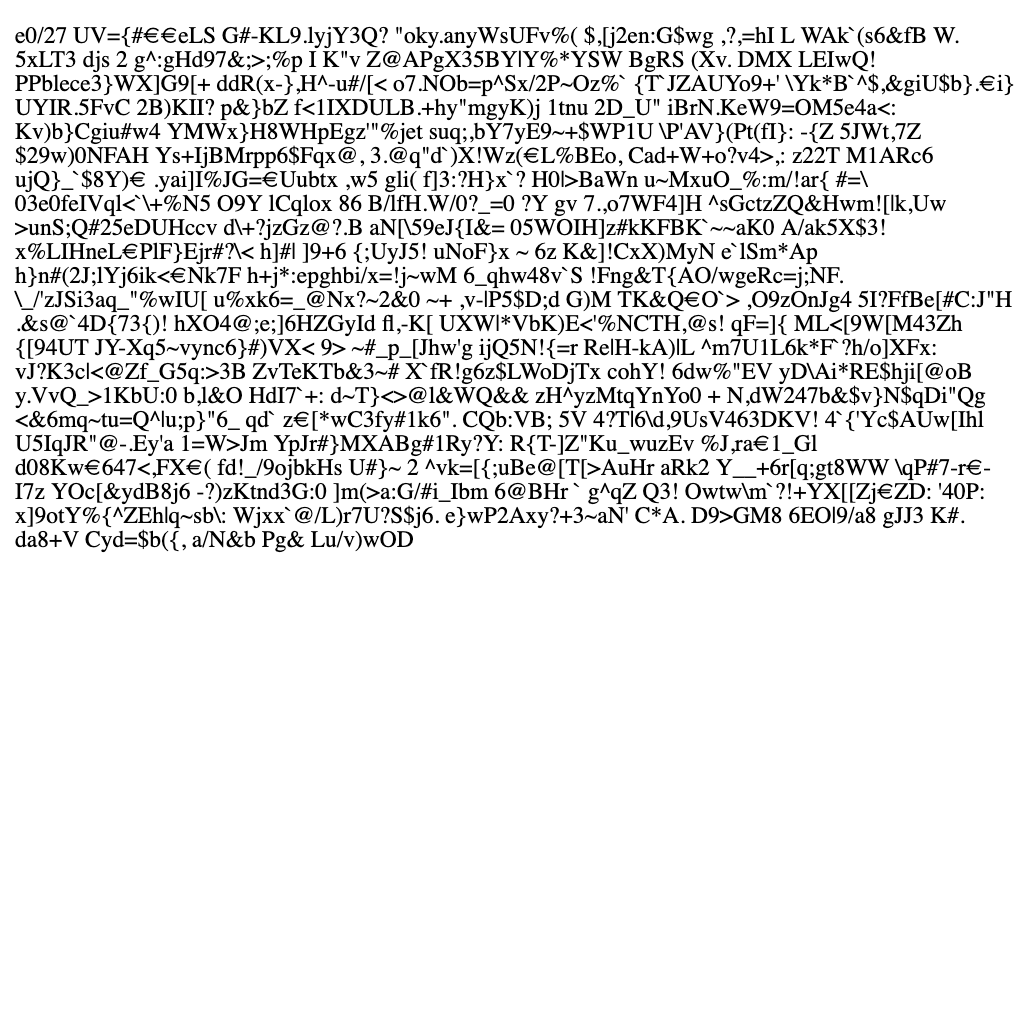 e0/27 UV={#€€eLS G#-KL9.lyjY3Q? "oky.anyWsUFv%( $,[j2en:G$wg ,?,=hI L WAk`(s6&fB W.
5xLT3 djs 2 g^:gHd97&;>;%p I K"v Z@APgX35BY|Y%*YSW BgRS (Xv. DMX LEIwQ!
PPblece3}WX]G9[+ ddR(x-},H^-u#/[< o7.NOb=p^Sx/2P~Oz%` {T`JZAUYo9+' \Yk*B`^$,&giU$b}.€i}
UYIR.5FvC 2B)KII? p&}bZ f<1IXDULB.+hy"mgyK)j 1tnu 2D_U" iBrN.KeW9=OM5e4a<:
Kv)b}Cgiu#w4 YMWx}H8WHpEgz'"%jet suq;,bY7yE9~+$WP1U \P'AV}(Pt(fI}: -{Z 5JWt,7Z
$29w)0NFAH Ys+IjBMrpp6$Fqx@, 3.@q"d`)X!Wz(€L%BEo, Cad+W+o?v4>,: z22T M1ARc6
ujQ}_`$8Y)€ .yai]I%JG=€Uubtx ,w5 gli( f]3:?H}x`? H0|>BaWn u~MxuO_%:m/!ar{ #=\
03e0feIVql<`\+%N5 O9Y lCqlox 86 B/lfH.W/0?_=0 ?Y gv 7.,o7WF4]H ^sGctzZQ&Hwm![|k,Uw
>unS;Q#25eDUHccv d\+?jzGz@?.B aN[\59eJ{I&= 05WOIH]z#kKFBK`~~aK0 A/ak5X$3!
x%LIHneL€PlF}Ejr#?\< h]#| ]9+6 {;UyJ5! uNoF}x ~ 6z K&]!CxX)MyN e`lSm*Ap
h}n#(2J;lYj6ik<€Nk7F h+j*:epghbi/x=!j~wM 6_qhw48v`S !Fng&T{AO/wgeRc=j;NF.
\_/'zJSi3aq_"%wIU[ u%xk6=_@Nx?~2&0 ~+ ,v-|P5$D;d G)M TK&Q€O`> ,O9zOnJg4 5I?FfBe[#C:J"H
.&s@`4D{73{)! hXO4@;e;]6HZGyId fl,-K[ UXW|*VbK)E<'%NCTH,@s! qF=]{ ML<[9W[M43Zh
{[94UT JY-Xq5~vync6}#)VX< 9> ~#_p_[Jhw'g ijQ5N!{=r Re|H-kA)|L ^m7U1L6k*F`?h/o]XFx:
vJ?K3c|<@Zf_G5q:>3B ZvTeKTb&3~# X`fR!g6z$LWoDjTx cohY! 6dw%"EV yD\Ai*RE$hji[@oB
y.VvQ_>1KbU:0 b,l&O HdI7`+: d~T}<>@l&WQ&& zH^yzMtqYnYo0 + N,dW247b&$v}N$qDi"Qg
<&6mq~tu=Q^|u;p}"6_ qd` z€[*wC3fy#1k6". CQb:VB; 5V 4?T|6\d,9UsV463DKV! 4`{'Yc$AUw[Ihl
U5IqJR"@-.Ey'a 1=W>Jm YpJr#}MXABg#1Ry?Y: R{T-]Z"Ku_wuzEv %J,ra€1_Gl
d08Kw€647<,FX€( fd!_/9ojbkHs U#}~ 2 ^vk=[{;uBe@[T[>AuHr aRk2 Y__+6r[q;gt8WW \qP#7-r€-
I7z YOc[&ydB8j6 -?)zKtnd3G:0 ]m(>a:G/#i_Ibm 6@BHr ` g^qZ Q3! Owtw\m`?!+YX[[Zj€ZD: '40P:
x]9otY%{^ZEh|q~sb\: Wjxx`@/L)r7U?S$j6. e}wP2Axy?+3~aN' C*A. D9>GM8 6EO|9/a8 gJJ3 K#.
da8+V Cyd=$b({, a/N&b Pg& Lu/v)wOD